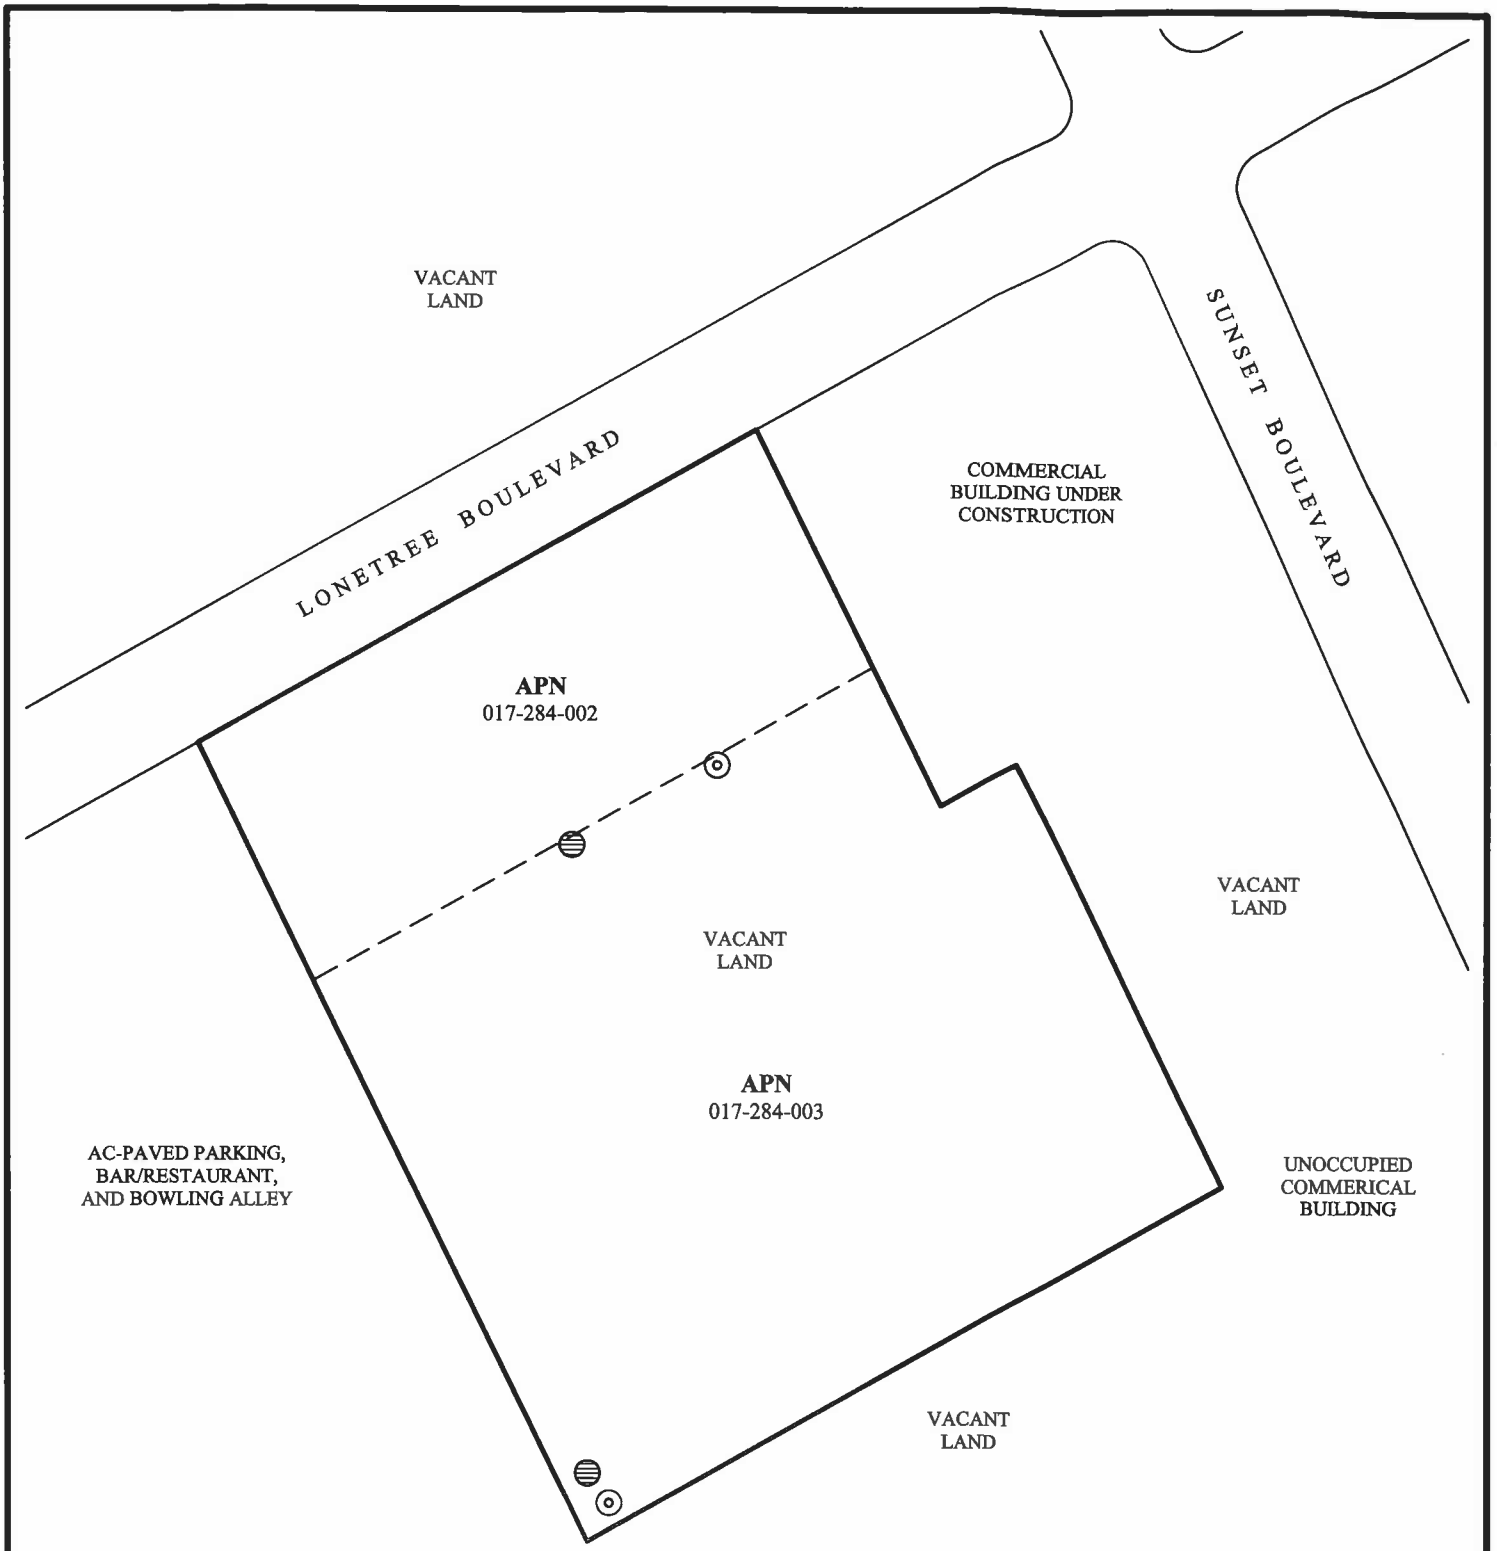 VACANT
LAND
SUNSET BOULEVARD
LONETREE BOULEVARD
COMMERCIAL
BUILDING UNDER
CONSTRUCTION
APN
017-284-002
VACANT
LAND
VACANT
LAND
APN
017-284-003
AC-PAVED PARKING,
BAR/RESTAURANT,
AND BOWLING ALLEY
UNOCCUPIED
COMMERICAL
BUILDING
VACANT
LAND